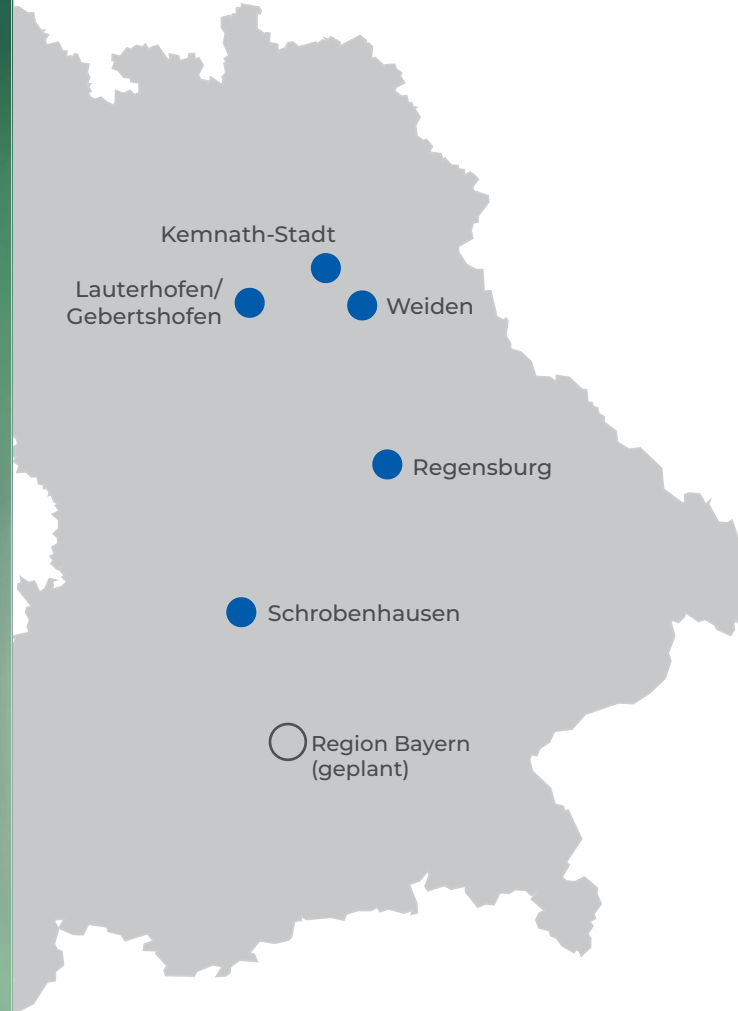 Kemnath-Stadt
Lauterhofen/
Gebertshofen
Weiden
Regensburg
Schrobenhausen
Region Bayern
(geplant)